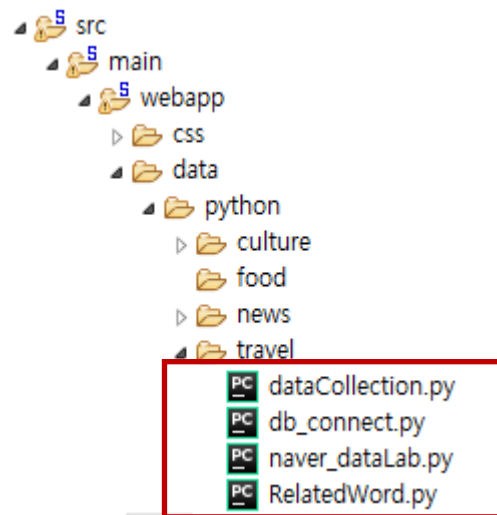 src
main
webapp
css
data
python
culture
food
news
travel
dataCollection.py
db_connect.py
naver_dataLab.py
RelatedWord.py